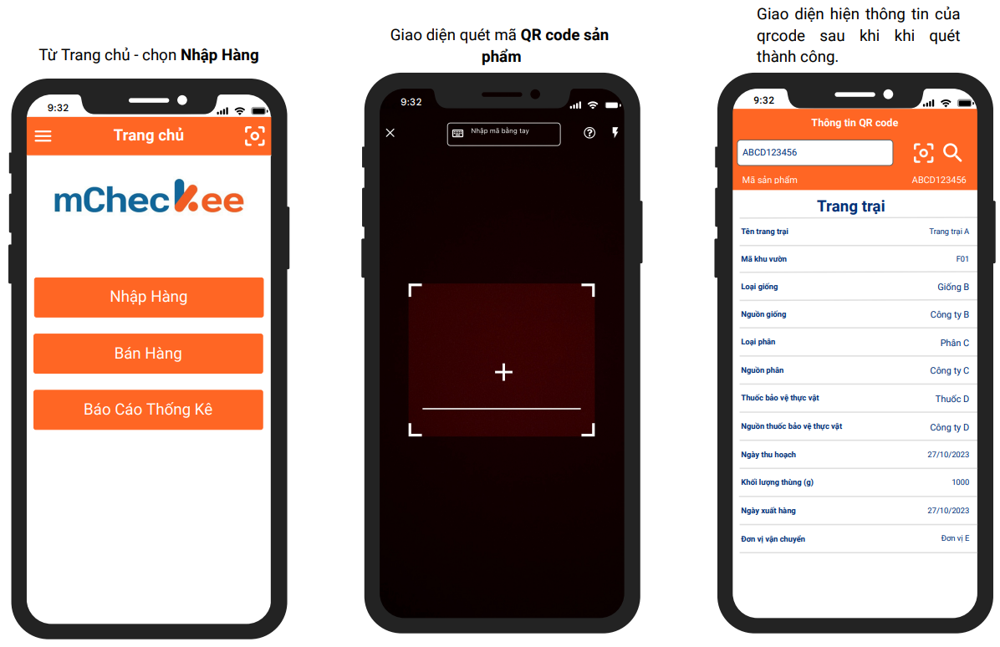 Từ Trang chủ - chọn Nhập Hàng
9:32
Trang chủ
mCheckee
Nhập Hàng
Bán Hàng
Báo Cáo Thống Kê
Giao diện quét mã QR code sản
phẩm
9:32
Nhập mã bằng tay
Giao diện hiện thông tin của
qrcode sau khi khi quét
thành công.
9:32
Thông tin QR code
ABCD123456
Mã sản phẩm ABCD123456
Trang trại
Tên trang trại Trang trại A
Mã khu vườn F01
Loại giống Giống B
Nguồn giống Công ty B
Loại phân Phân C
Nguồn phân Công ty C
Thuốc bảo vệ thực vật Thuốc D
Nguồn thuốc bảo vệ thực vật Công ty D
Ngày thu hoạch 27/10/2023
Khối lượng thùng (g) 1000
Ngày xuất hàng 27/10/2023
Đơn vị vận chuyển Đơn vị E